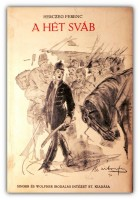 HERCZEG FERENC
A HÉT SVÁB
SINGER ÉS WOLFNER IRODALMI INTÉZET RT. KIADÁSA